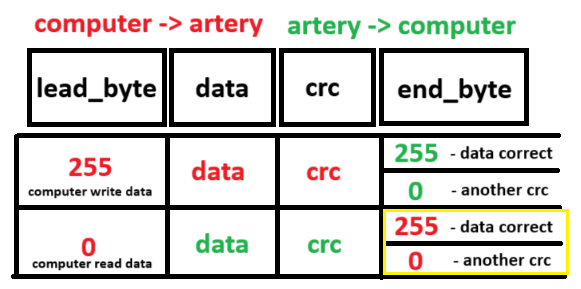 computer -> artery artery -> computer
lead_byte data crc end_byte
255 data crc 255 - data correct
computer write data 0 - another crc
0 data crc 255 - data correct
computer read data 0 - another crc